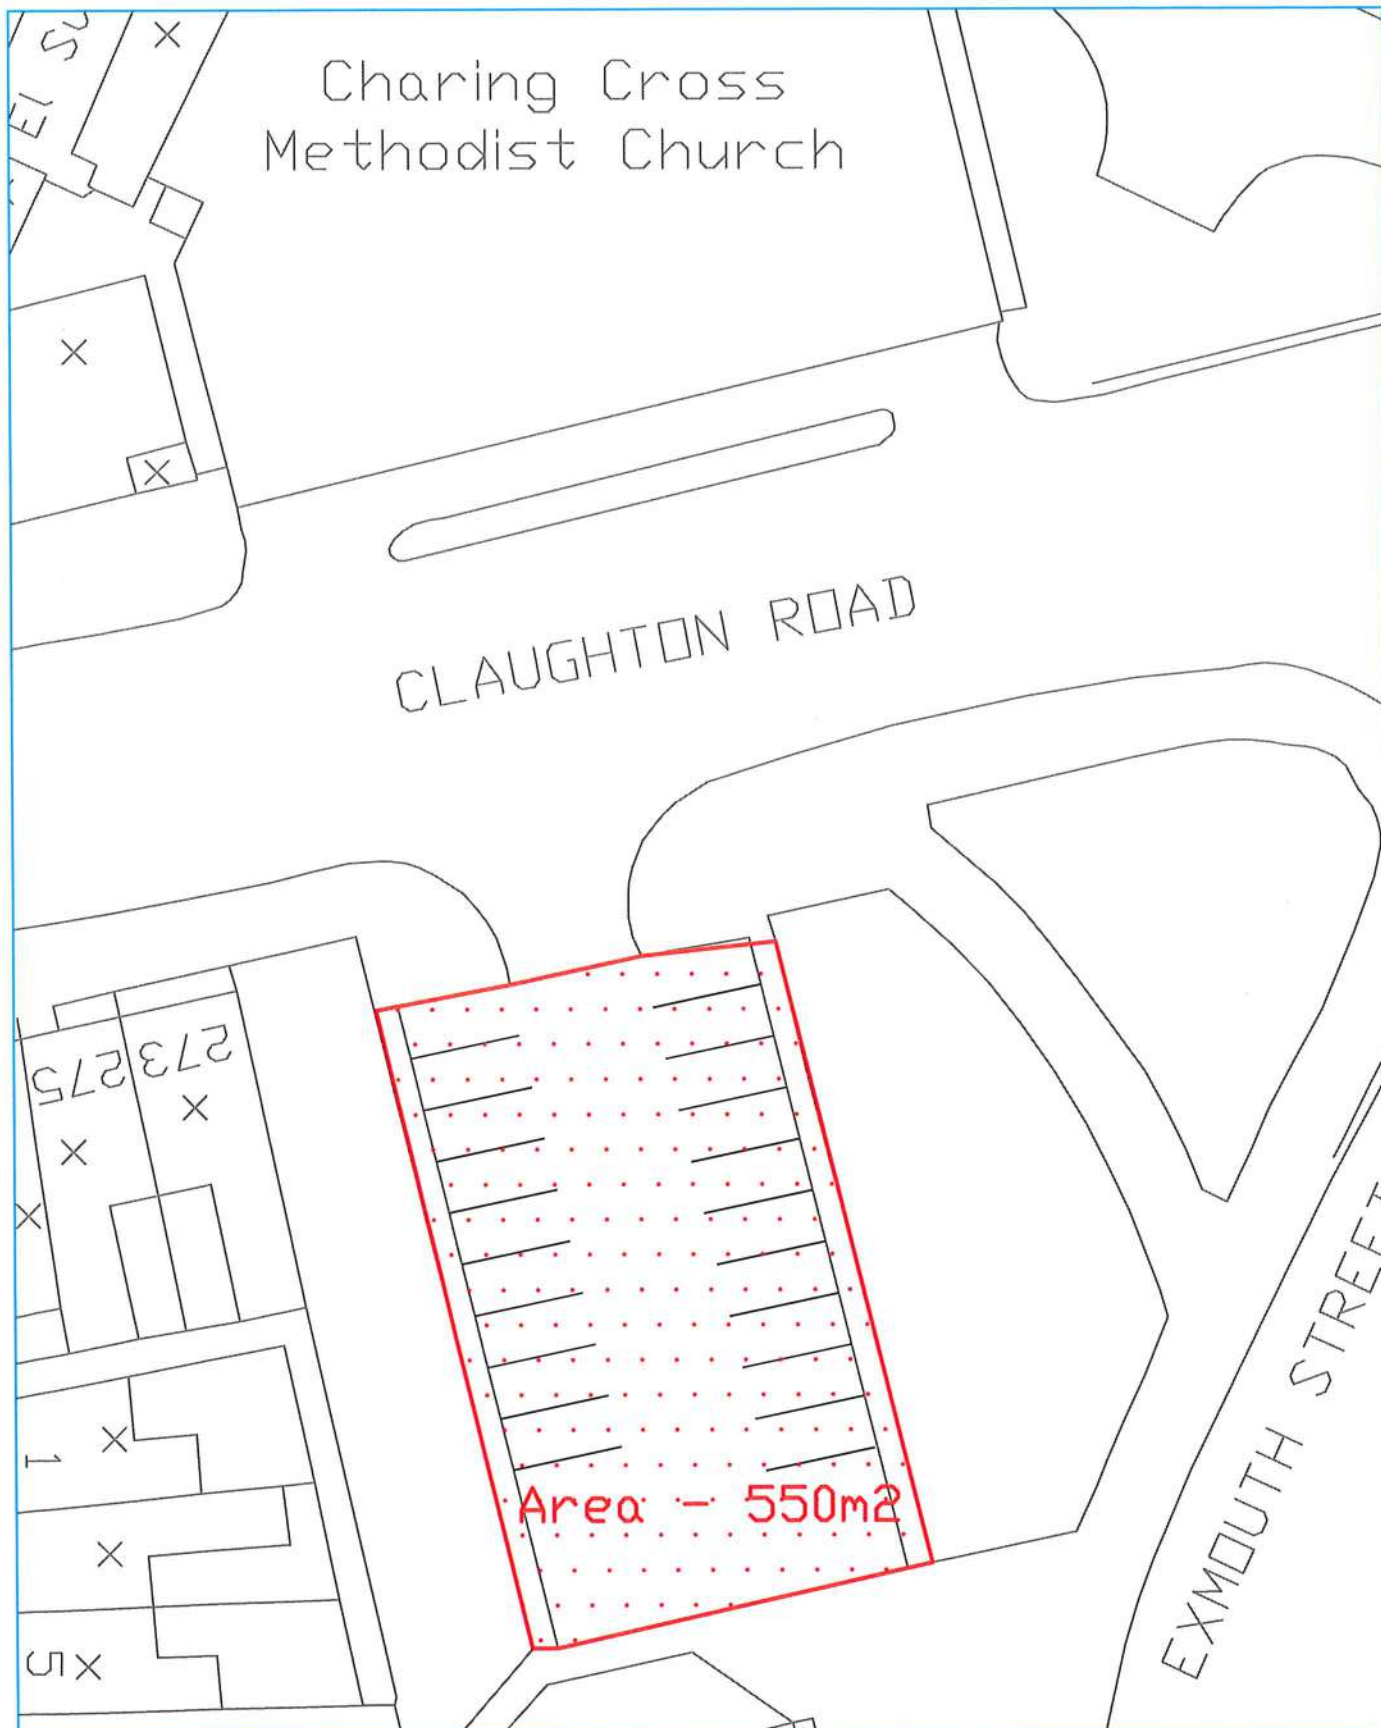 Charing Cross
Methodist Church
CLAUGHTON ROAD
275
273
1
5
Area - 550m2
EXMOUTH STREET